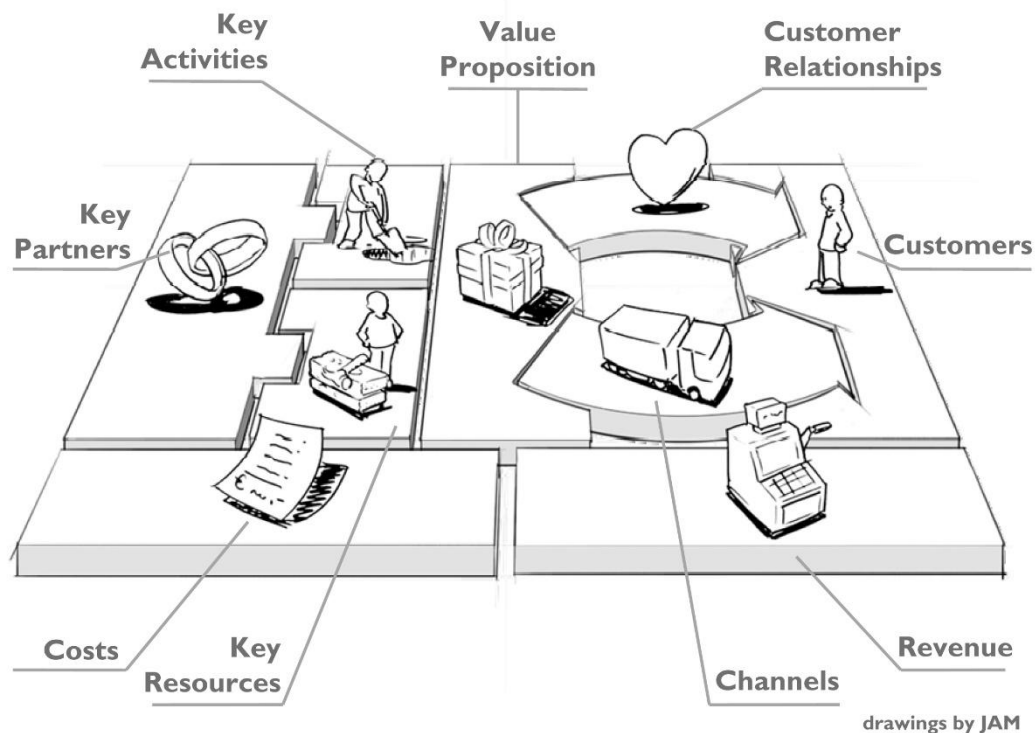 Key
Activities
Value
Proposition
Customer
Relationships
Key
Partners
Customers
Costs
Key
Resources
Channels
Revenue
drawings by JAM